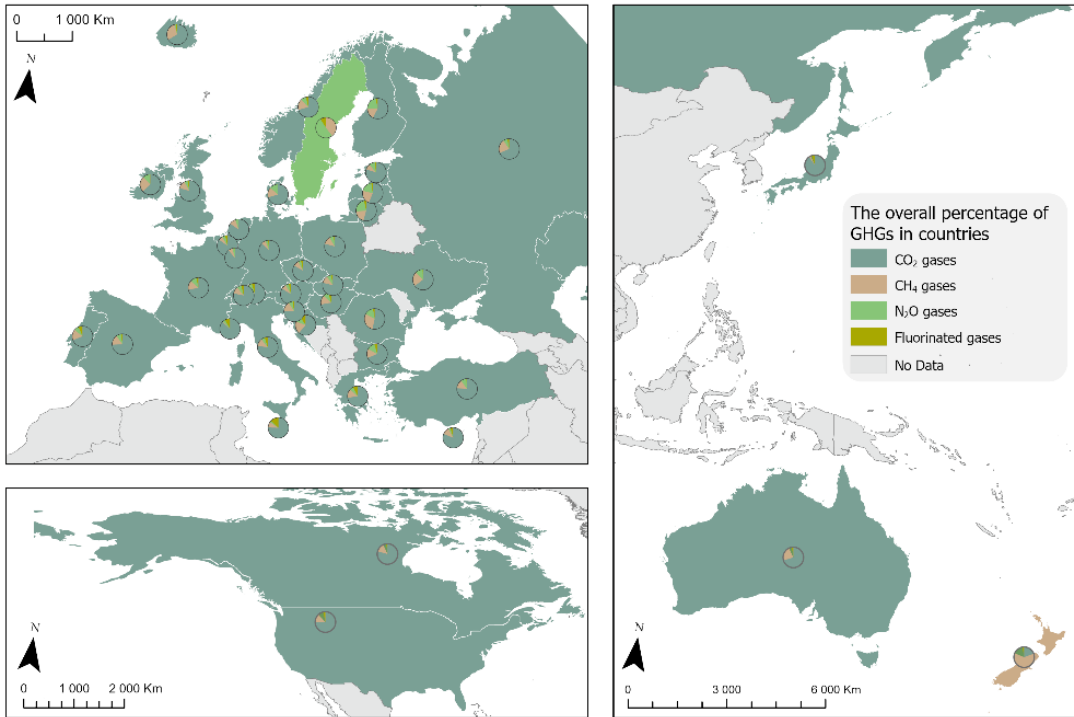 0 1 000 Km
N
The overall percentage of
GHGs in countries
CO₂ gases
CH₄ gases
N₂O gases
Fluorinated gases
No Data
N
0 1 000 2 000 Km
N
0 3 000 6 000 Km